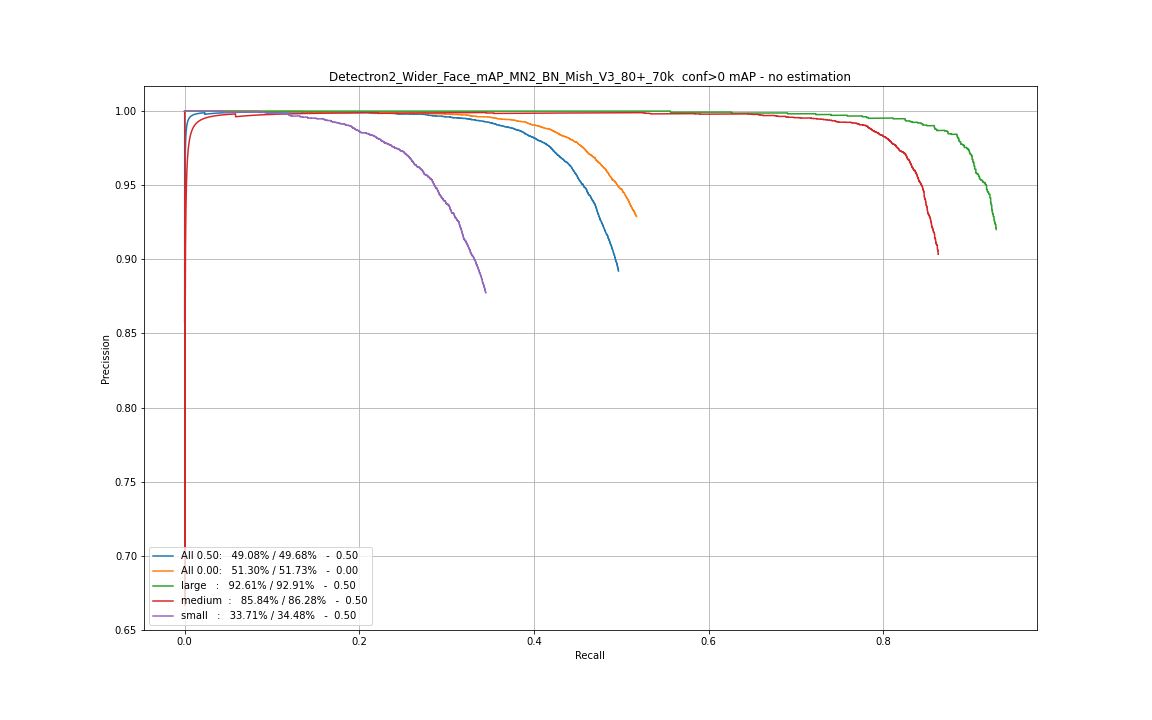 Detectron2_Wider_Face_mAP_MN2_BN_Mish_V3_80+_70k conf>0 mAP - no estimation
1.00
0.95
0.90
0.85
0.80
0.75
0.70
0.65
Precission
All 0.50: 49.08% / 49.68% - 0.50
All 0.00: 51.30% / 51.73% - 0.00
large : 92.61% / 92.91% - 0.50
medium : 85.84% / 86.28% - 0.50
small : 33.71% / 34.48% - 0.50
0.0 0.2 0.4 0.6 0.8
Recall